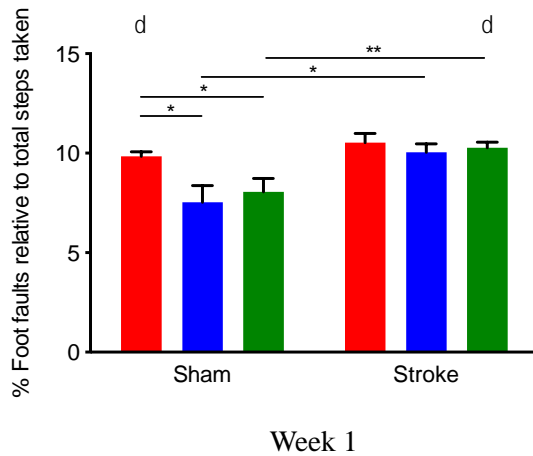 d d
**
*
*
*
% Foot faults relative to total steps taken
15
10
5
0
Sham Stroke
Week 1